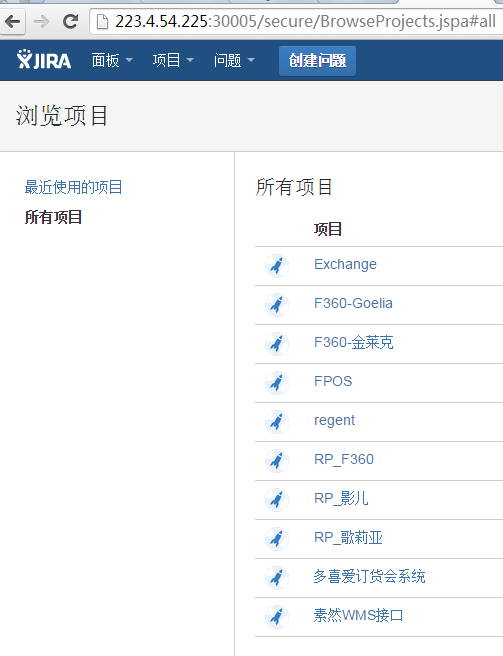 223.4.54.225:30005/secure/BrowseProjects.jspa#all
JIRA 面板 项目 问题 创建问题
浏览项目
最近使用的项目
所有项目
所有项目
项目
Exchange
F360-Goelia
F360-金莱克
FPOS
regent
RP_F360
RP_影儿
RP_歌莉亚
多喜爱订货会系统
素然WMS接口